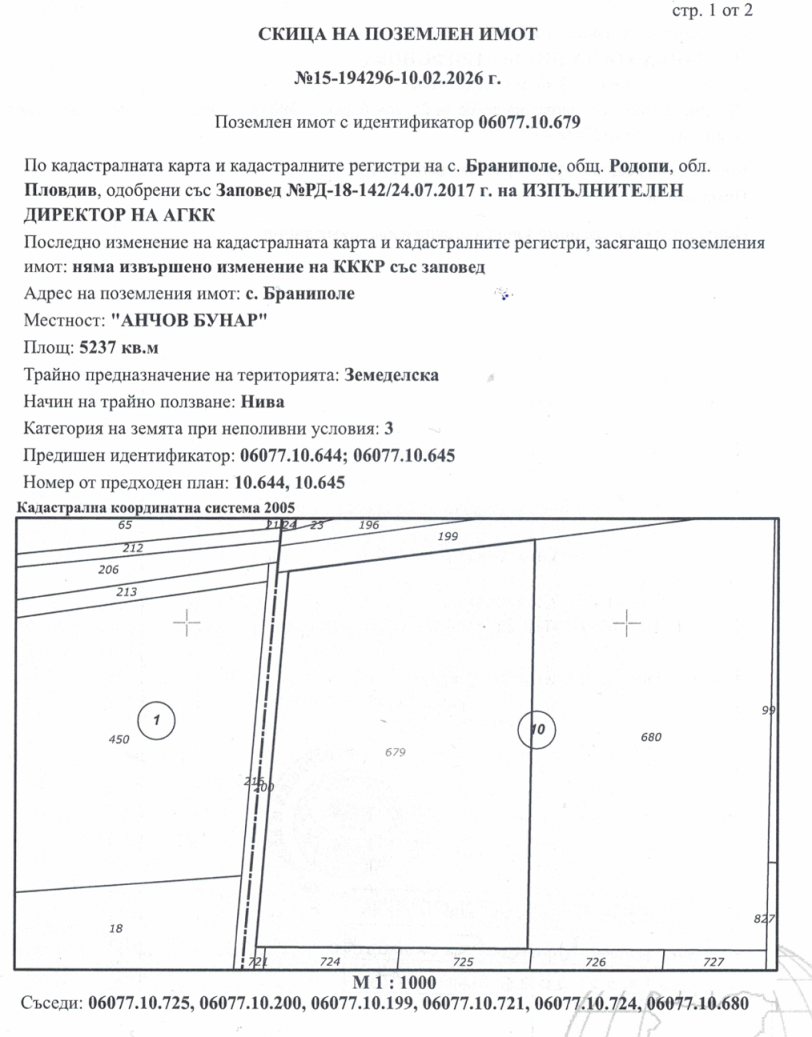 стр. 1 от 2
СКИЦА НА ПОЗЕМЛЕН ИМОТ
№15-194296-10.02.2026 г.
Поземлен имот с идентификатор 06077.10.679
По кадастралната карта и кадастралните регистри на с. Браниполе, общ. Родопи, обл.
Пловдив, одобрени със Заповед №РД-18-142/24.07.2017 г. на ИЗПЪЛНИТЕЛЕН
ДИРЕКТОР НА АГКК
Последно изменение на кадастралната карта и кадастралните регистри, засягащо поземления
имот: няма извършено изменение на КККР със заповед
Адрес на поземления имот: с. Браниполе
Местност: "АНЧОВ БУНАР"
Площ: 5237 кв.м
Трайно предназначение на територията: Земеделска
Начин на трайно ползване: Нива
Категория на земята при неполивни условия: 3
Предишен идентификатор: 06077.10.644; 06077.10.645
Номер от предходен план: 10.644, 10.645
Кадастрална координатна система 2005
65 24 23 196
199
212
206
213
1
10
99
450
680
679
215
200
827
18
721 724 725 726 727
М 1 : 1000
Съседи: 06077.10.725, 06077.10.200, 06077.10.199, 06077.10.721, 06077.10.724, 06077.10.680